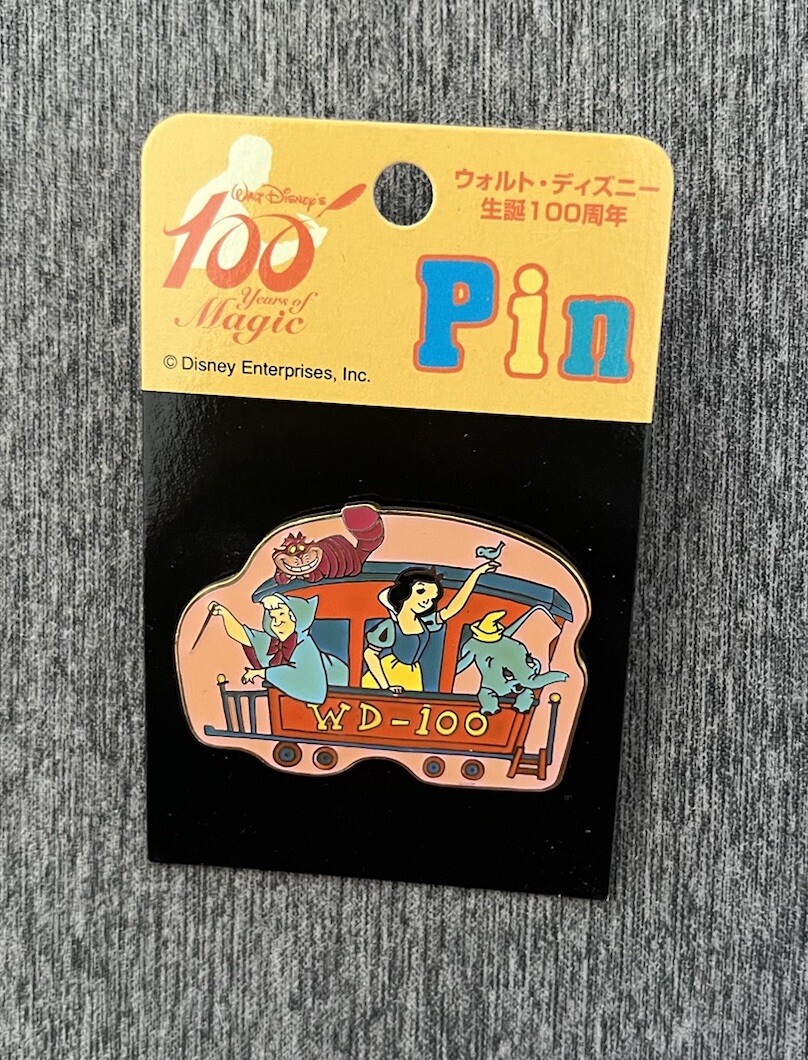 WALT DISNEY'S
100
Years of
Magic
ウォルト・ディズニー
生誕100周年
Pin
© Disney Enterprises, Inc.
WD-100